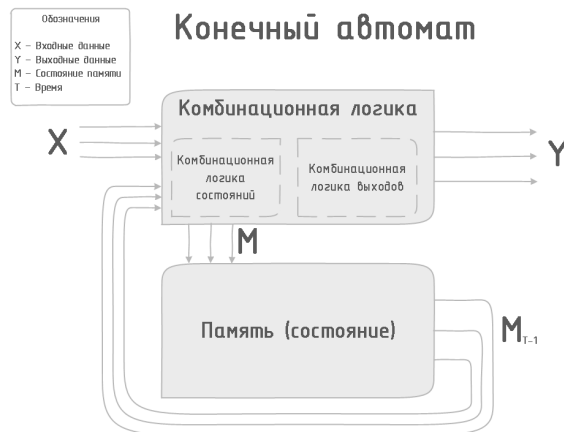 Обозначения
X - Входные данные
Y - Выходные данные
М - Состояние памяти
Т - Время
Конечный автомат
X
Комбинационная логика
Комбинационная
логика
состояний
Комбинационная
логика выходов
Y
М
Память (состояние)
М Т-1